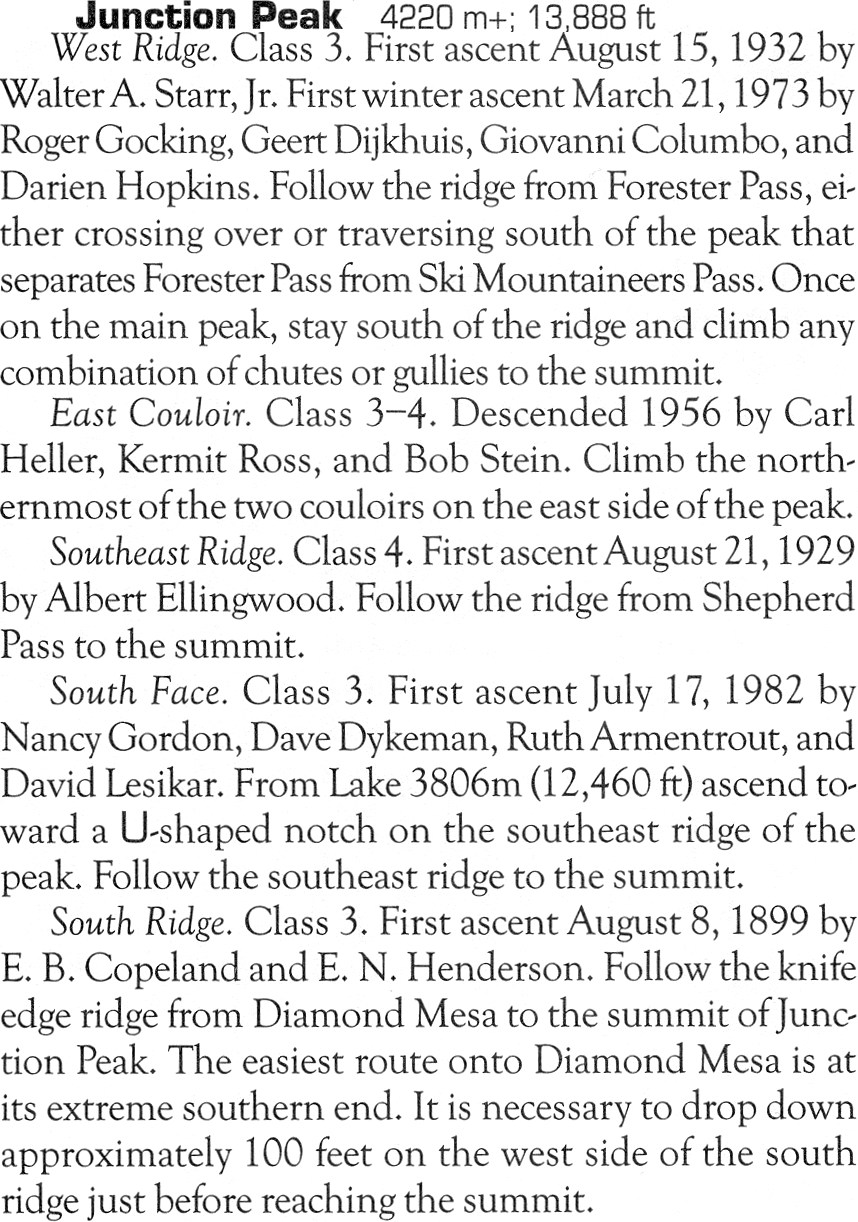 Junction Peak 4220 m+; 13,888 ft
West Ridge. Class 3. First ascent August 15, 1932 by
Walter A. Starr, Jr. First winter ascent March 21, 1973 by
Roger Gocking, Geert Dijkhuis, Giovanni Columbo, and
Darien Hopkins. Follow the ridge from Forester Pass, ei-
ther crossing over or traversing south of the peak that
separates Forester Pass from Ski Mountaineers Pass. Once
on the main peak, stay south of the ridge and climb any
combination of chutes or gullies to the summit.
East Couloir. Class 3–4. Descended 1956 by Carl
Heller, Kermit Ross, and Bob Stein. Climb the north-
ernmost of the two couloirs on the east side of the peak.
Southeast Ridge. Class 4. First ascent August 21, 1929
by Albert Ellingwood. Follow the ridge from Shepherd
Pass to the summit.
South Face. Class 3. First ascent July 17, 1982 by
Nancy Gordon, Dave Dykeman, Ruth Armentrout, and
David Lesikar. From Lake 3806m (12,460 ft) ascend to-
ward a U-shaped notch on the southeast ridge of the
peak. Follow the southeast ridge to the summit.
South Ridge. Class 3. First ascent August 8, 1899 by
E. B. Copeland and E. N. Henderson. Follow the knife
edge ridge from Diamond Mesa to the summit of Junc-
tion Peak. The easiest route onto Diamond Mesa is at
its extreme southern end. It is necessary to drop down
approximately 100 feet on the west side of the south
ridge just before reaching the summit.